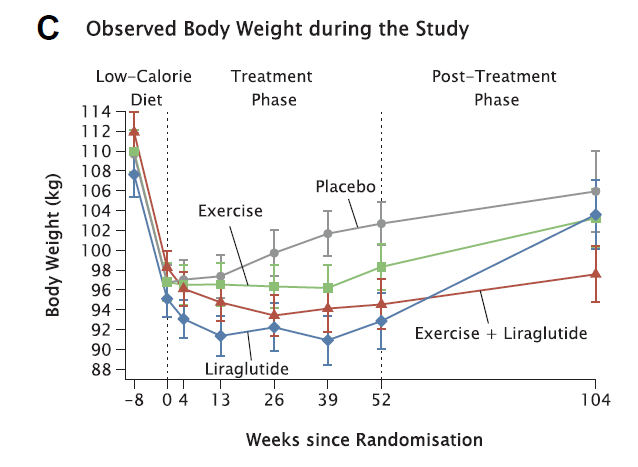 C Observed Body Weight during the Study
Low-Calorie Diet
Treatment Phase
Post-Treatment Phase
Body Weight (kg)
114
112
110
108
106
104
102
100
98
96
94
92
90
88
Placebo
Exercise
Exercise + Liraglutide
Liraglutide
-8 0 4 13 26 39 52 104
Weeks since Randomisation